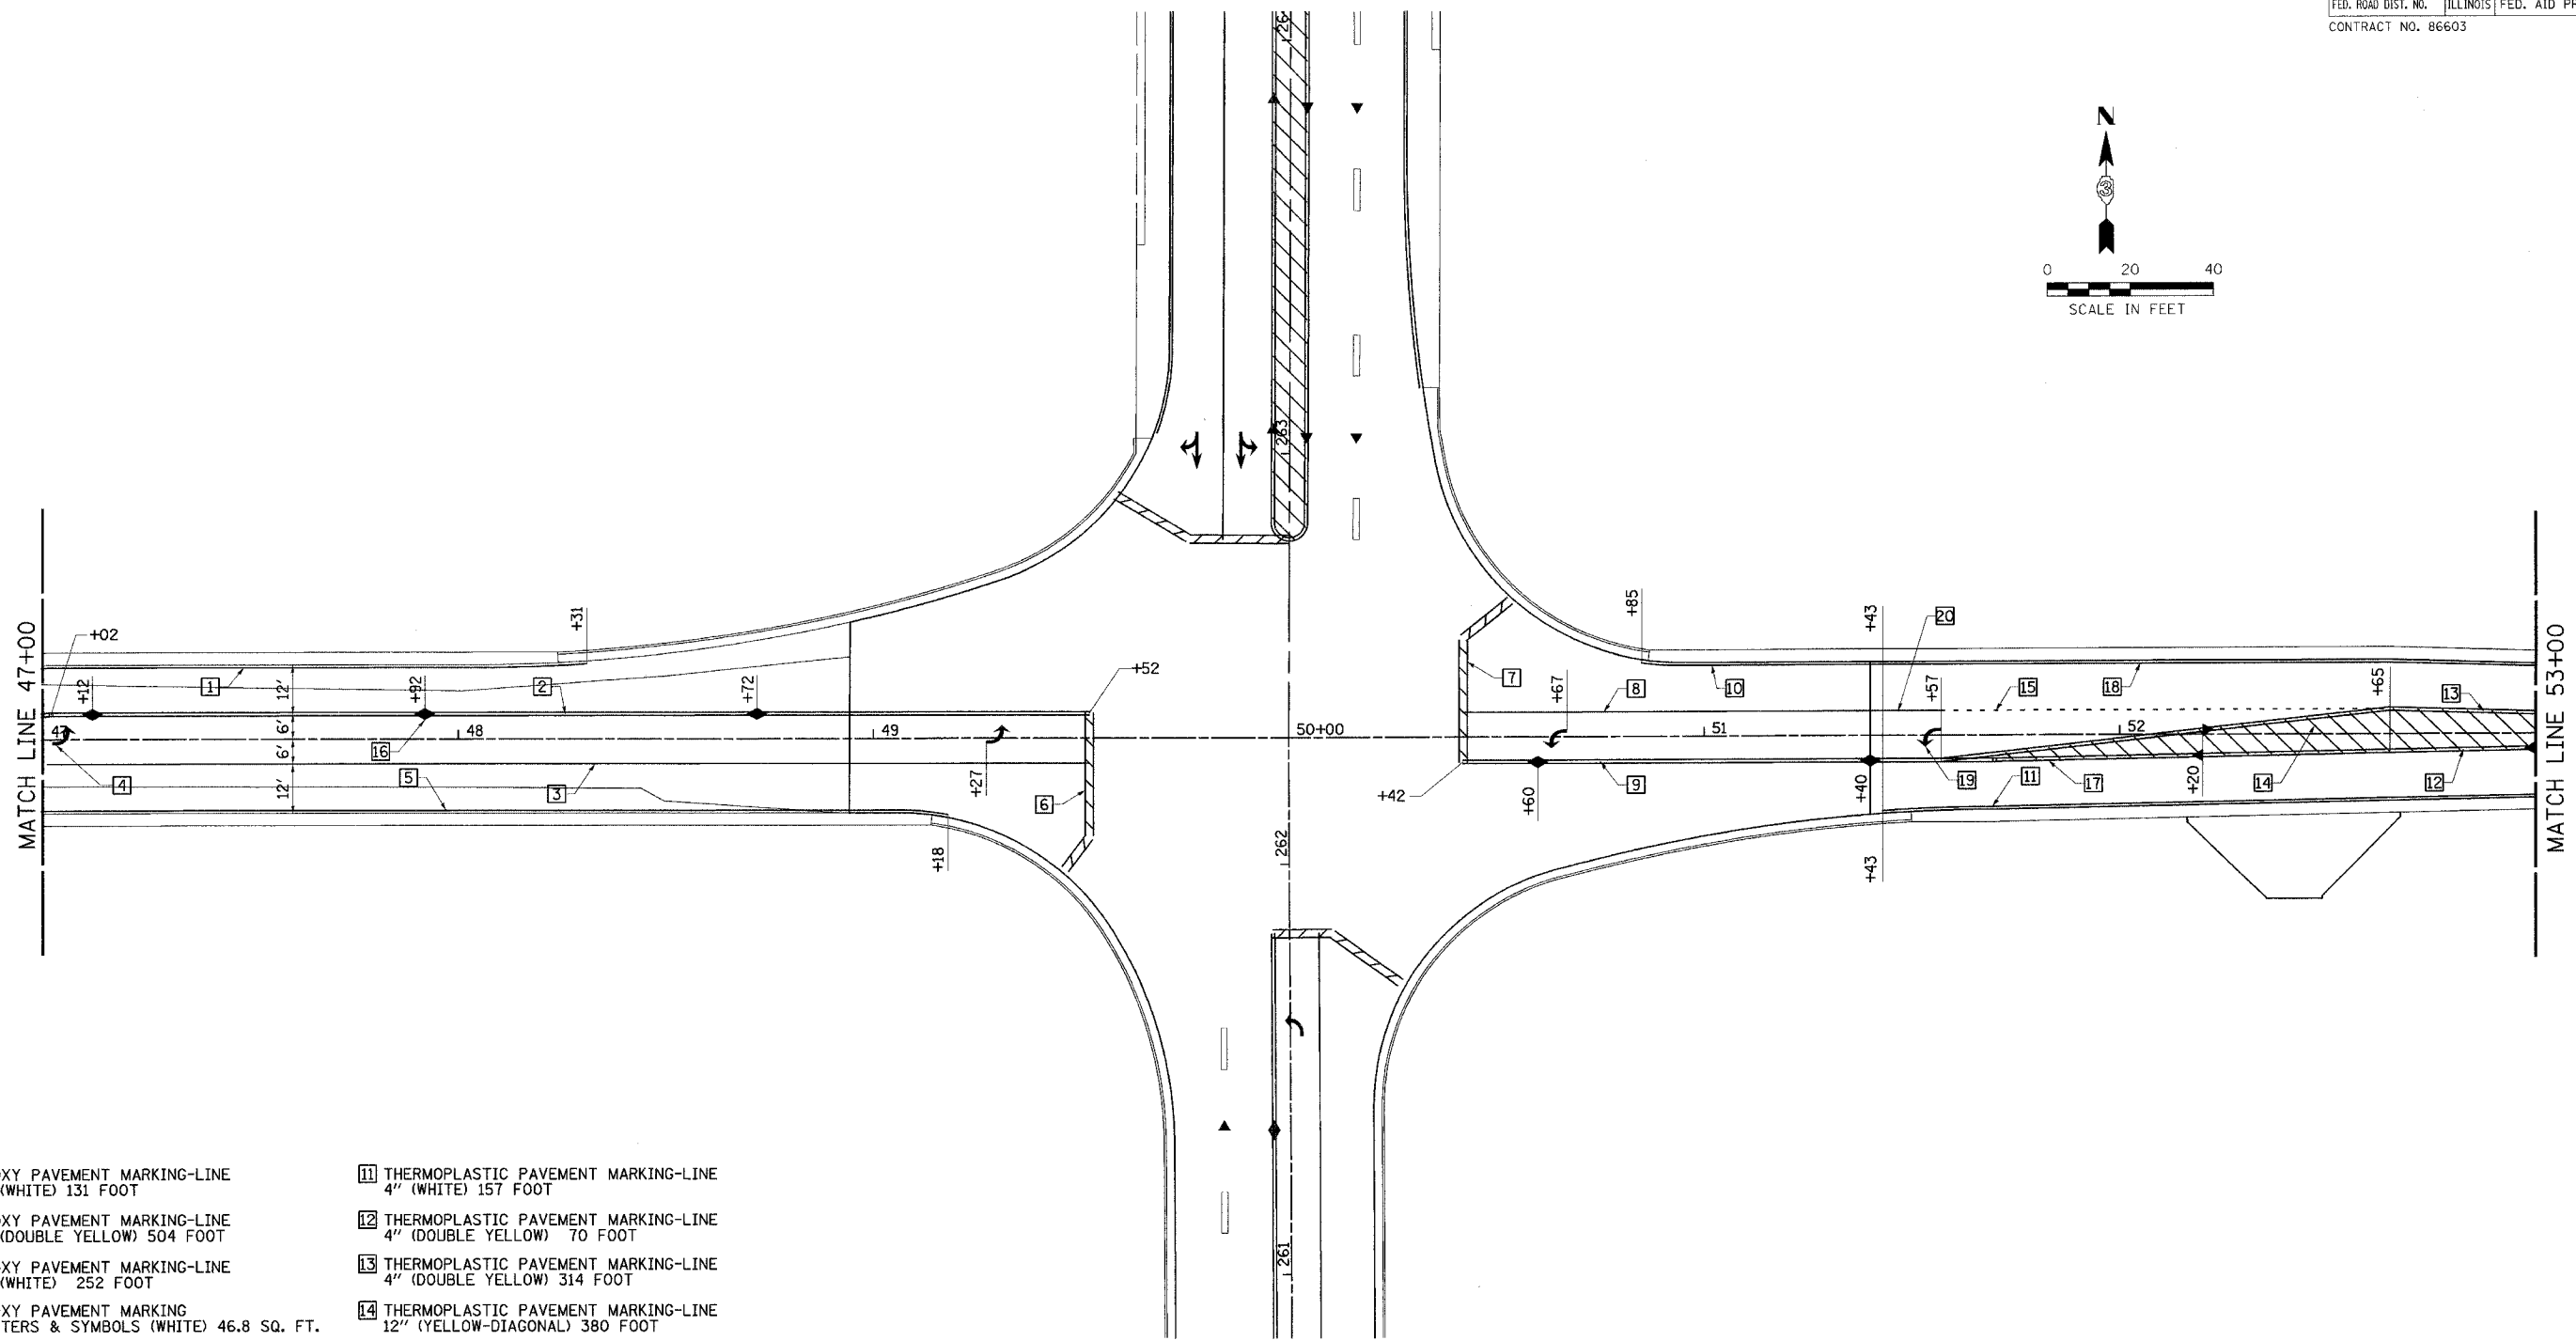 FED. ROAD DIST. NO. ILLINOIS FED. AID PR
CONTRACT NO. 86603
N
3
0 20 40
SCALE IN FEET
263
262
261
MATCH LINE 47+00
MATCH LINE 53+00
+02
+31
+12
1
12'
+92
2
+72
+52
6'
48
49
50+00
16
6'
4
5
12'
3
+27
6
+18
+85
+43
20
7
+67
8
10
+57
15
18
+65
13
51
52
+42
+60
9
+40
19
11
17
+20
14
12
+43
XY PAVEMENT MARKING-LINE
(WHITE) 131 FOOT
XY PAVEMENT MARKING-LINE
(DOUBLE YELLOW) 504 FOOT
XY PAVEMENT MARKING-LINE
(WHITE) 252 FOOT
XY PAVEMENT MARKING
TERS & SYMBOLS (WHITE) 46.8 SQ. FT.
11 THERMOPLASTIC PAVEMENT MARKING-LINE
4" (WHITE) 157 FOOT
12 THERMOPLASTIC PAVEMENT MARKING-LINE
4" (DOUBLE YELLOW) 70 FOOT
13 THERMOPLASTIC PAVEMENT MARKING-LINE
4" (DOUBLE YELLOW) 314 FOOT
14 THERMOPLASTIC PAVEMENT MARKING-LINE
12" (YELLOW-DIAGONAL) 380 FOOT